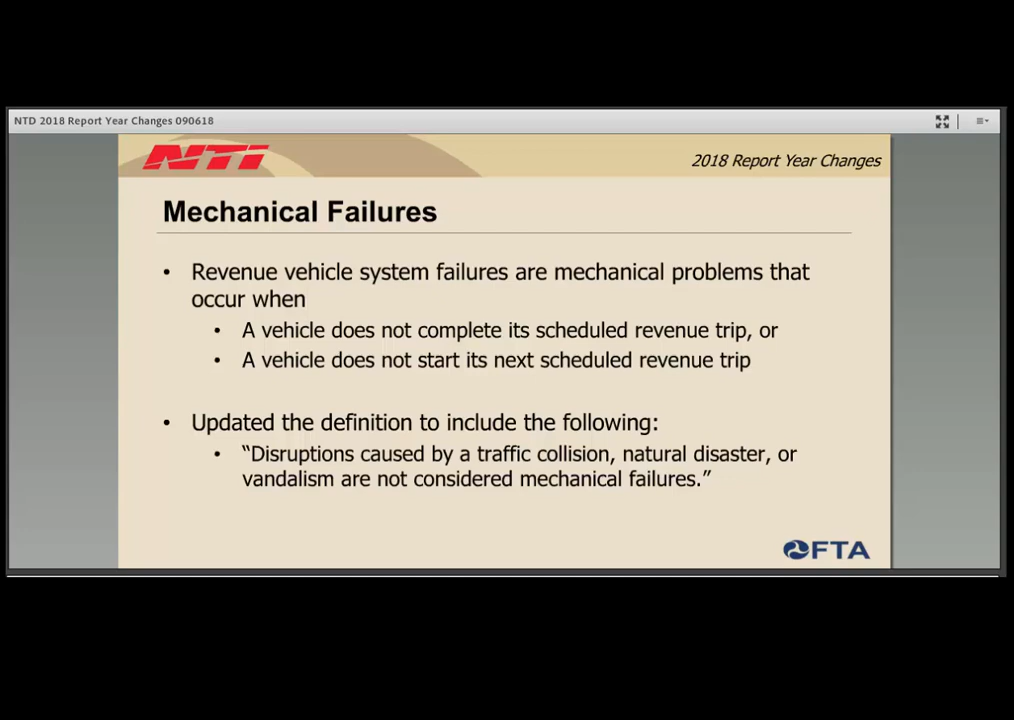 NTD 2018 Report Year Changes 090618
NTI
2018 Report Year Changes
Mechanical Failures
• Revenue vehicle system failures are mechanical problems that
occur when
• A vehicle does not complete its scheduled revenue trip, or
• A vehicle does not start its next scheduled revenue trip
• Updated the definition to include the following:
• “Disruptions caused by a traffic collision, natural disaster, or
vandalism are not considered mechanical failures.”
FTA